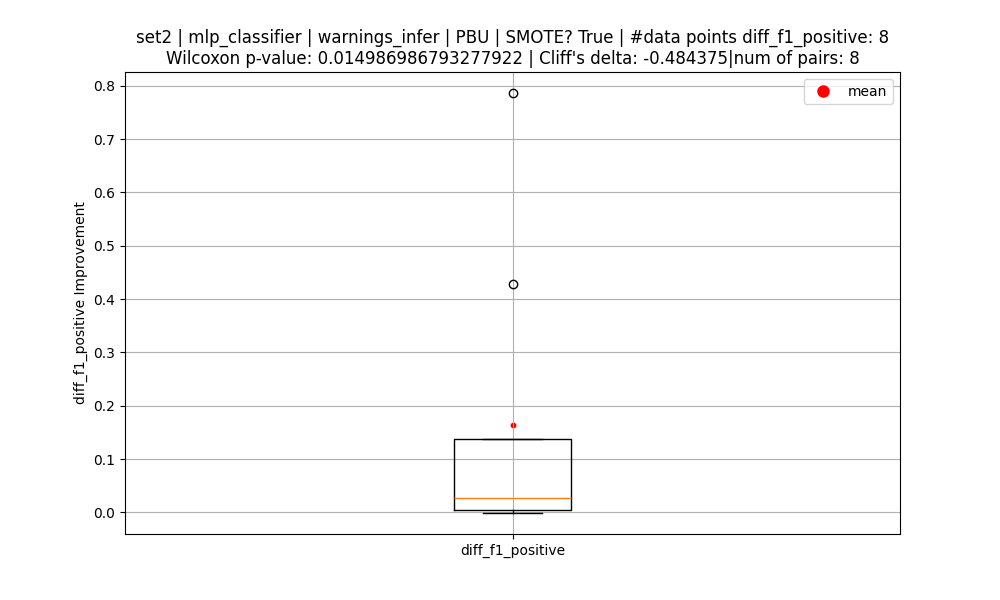 set2 | mlp_classifier | warnings_infer | PBU | SMOTE? True | #data points diff_f1_positive: 8
Wilcoxon p-value: 0.014986986793277922 | Cliff's delta: -0.484375|num of pairs: 8
mean
diff_f1_positive Improvement
0.8
0.7
0.6
0.5
0.4
0.3
0.2
0.1
0.0
diff_f1_positive